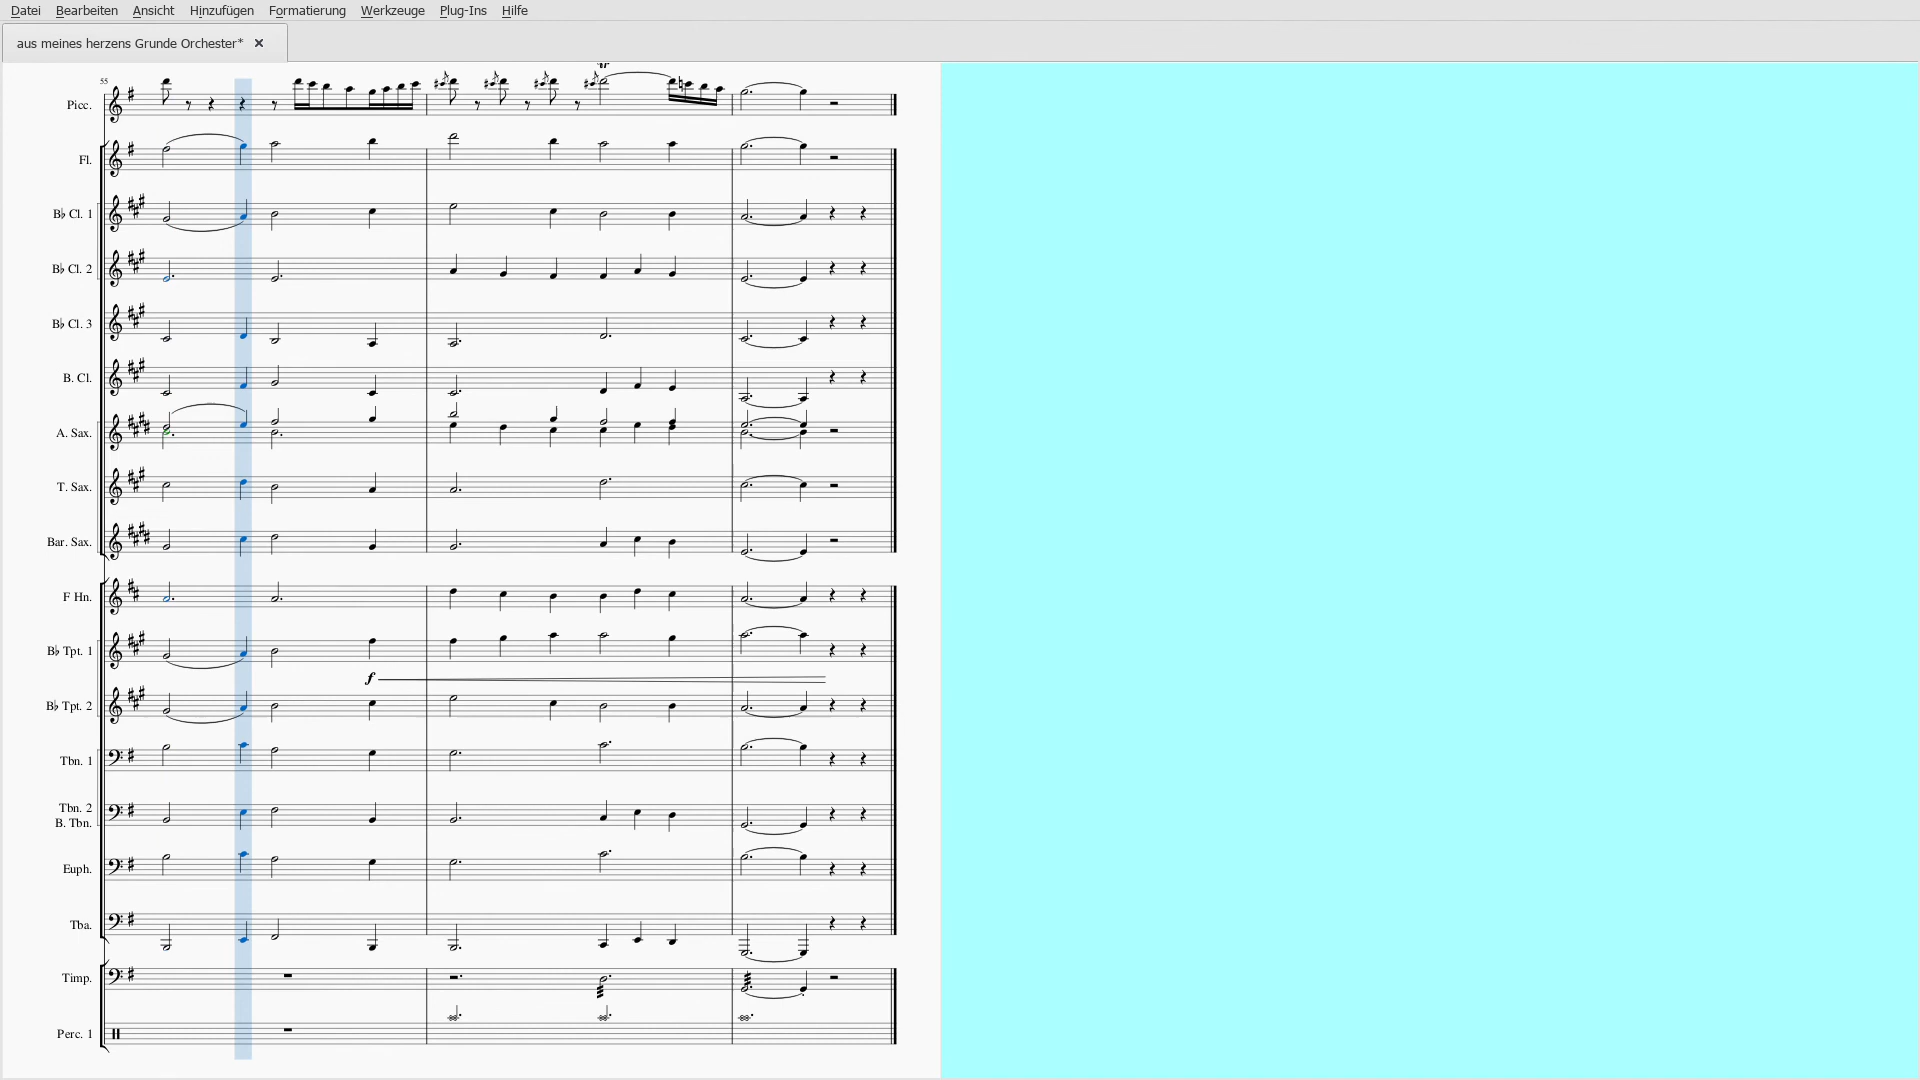 Datei Bearbeiten Ansicht Hinzufügen Formatierung Werkzeuge Plug-Ins Hilfe
aus meines herzens Grunde Orchester* ✕
55
tr
Picc.
Fl.
B♭ Cl. 1
B♭ Cl. 2
B♭ Cl. 3
B. Cl.
A. Sax.
T. Sax.
Bar. Sax.
F Hn.
B♭ Tpt. 1
f
B♭ Tpt. 2
Tbn. 1
Tbn. 2
B. Tbn.
Euph.
Tba.
Timp.
Perc. 1